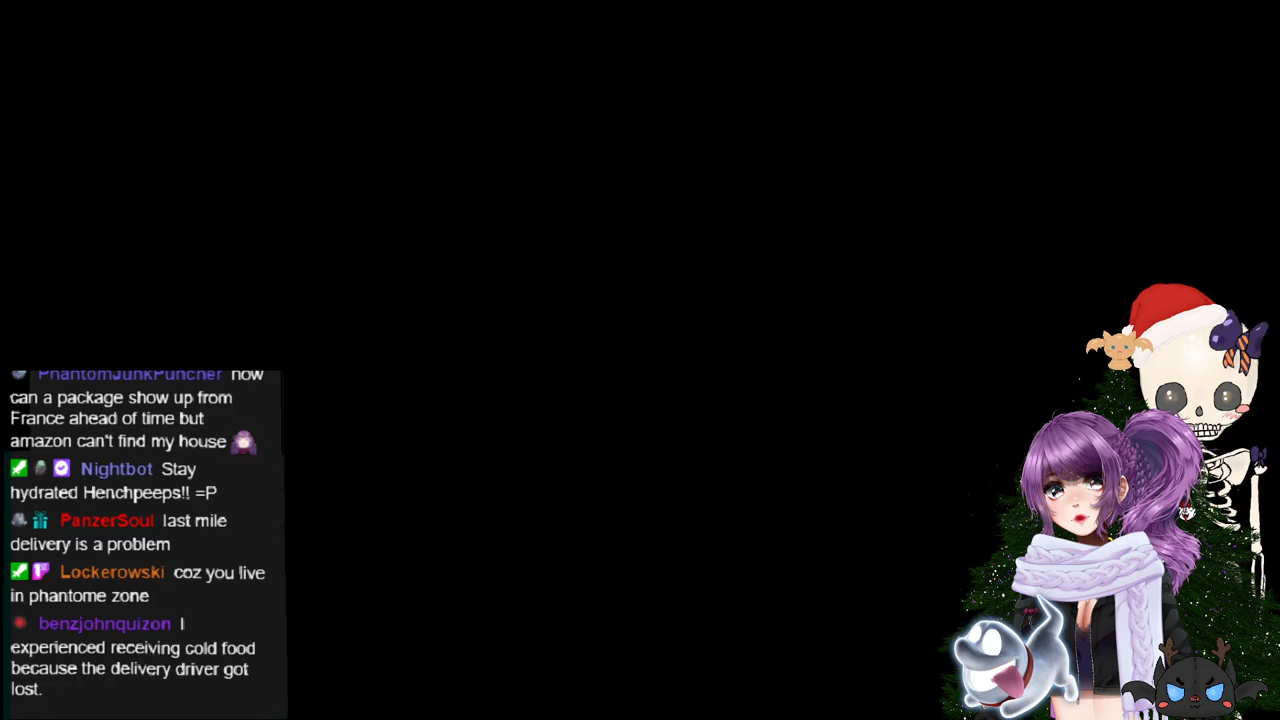 PhantomJunkPuncher how
can a package show up from
France ahead of time but
amazon can't find my house
Nightbot Stay
hydrated Henchpeeps!! =P
PanzerSoul last mile
delivery is a problem
Lockerowski coz you live
in phantome zone
benzjohnquizon I
experienced receiving cold food
because the delivery driver got
lost.